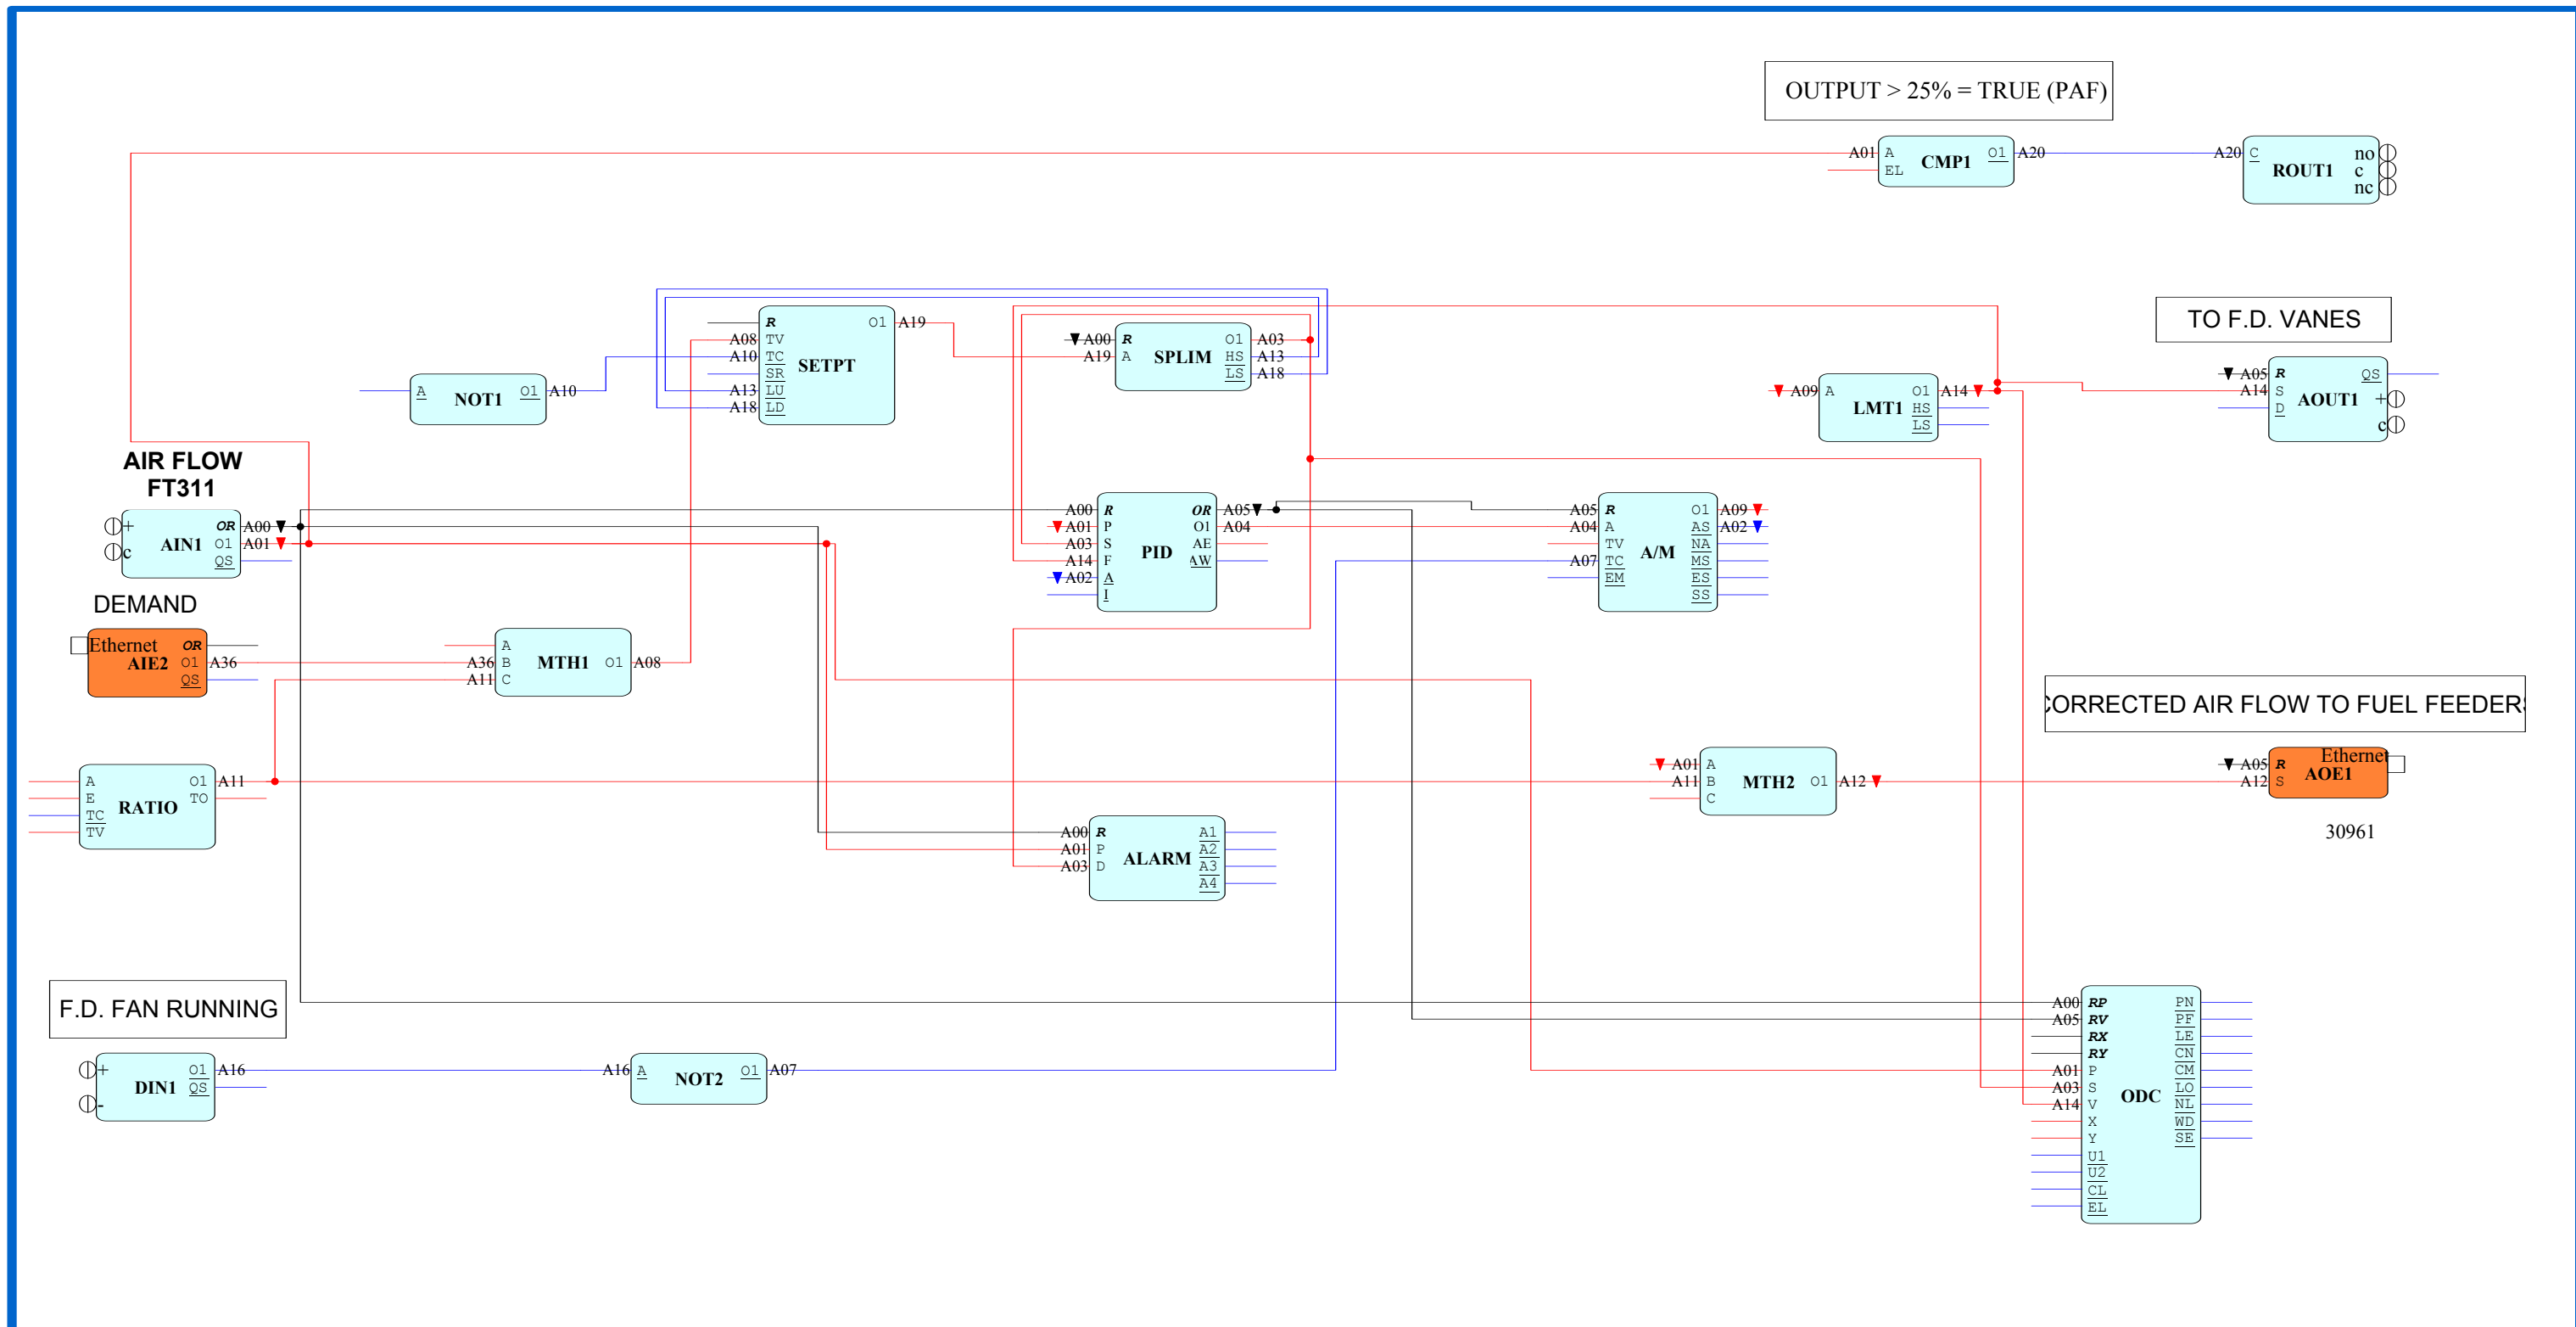 OUTPUT > 25% = TRUE (PAF)
A01 A CMP1 O1 A20
EL
A20 C ROUT1 no
c
nc
TO F.D. VANES
R SETPT O1 A19
A08 TV
A10 TC
SR
A13 LU
A18 LD
A00 R SPLIM O1 A03
A19 A HS A13
LS A18
A NOT1 O1 A10
A09 A LMT1 O1 A14
HS
LS
A05 R AOUT1 QS
A14 S +
D c
AIR FLOW
FT311
+ AIN1 OR A00
c O1 A01
QS
A00 R PID OR A05
A01 P O1 A04
A03 S AE
A14 F AW
A02 A
I
A05 R A/M O1 A09
A04 A AS A02
TV NA
A07 TC MS
EM ES
SS
DEMAND
Ethernet OR
AIE2 O1 A36
QS
A MTH1 O1 A08
A36 B
A11 C
CORRECTED AIR FLOW TO FUEL FEEDERS
A RATIO O1 A11
E TO
TC
TV
A01 A MTH2 O1 A12
A11 B
C
Ethernet
A05 R AOE1
A12 S
30961
A00 R ALARM A1
A01 P A2
A03 D A3
A4
F.D. FAN RUNNING
+ DIN1 O1 A16
- QS
A16 A NOT2 O1 A07
A00 RP ODC PN
A05 RV PF
RX LE
RY CN
A01 P CM
A03 S LO
A14 V NL
X WD
Y SE
U1
U2
CL
EL